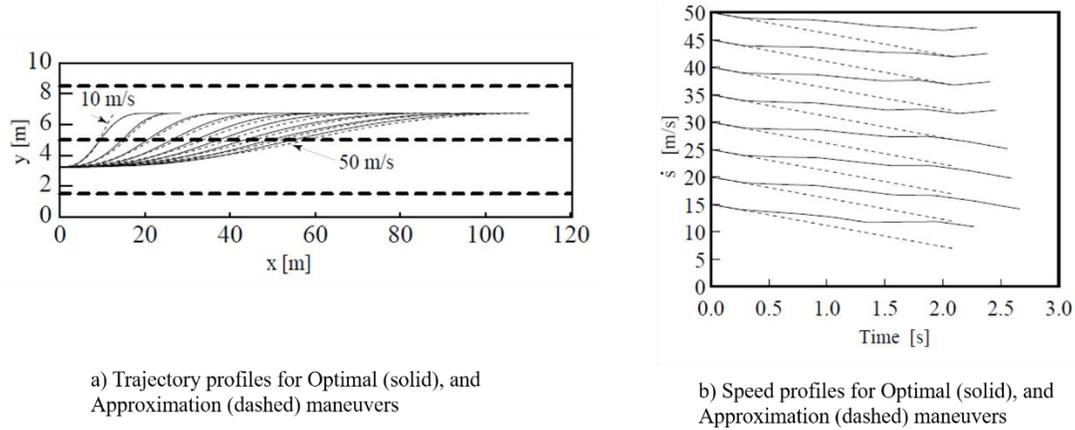 10
8
6
4
2
0
y [m]
10 m/s
50 m/s
0 20 40 60 80 100 120
x [m]
a) Trajectory profiles for Optimal (solid), and
Approximation (dashed) maneuvers
50
45
40
35
30
25
20
15
10
5
0
ṡ [m/s]
0.0 0.5 1.0 1.5 2.0 2.5 3.0
Time [s]
b) Speed profiles for Optimal (solid), and
Approximation (dashed) maneuvers